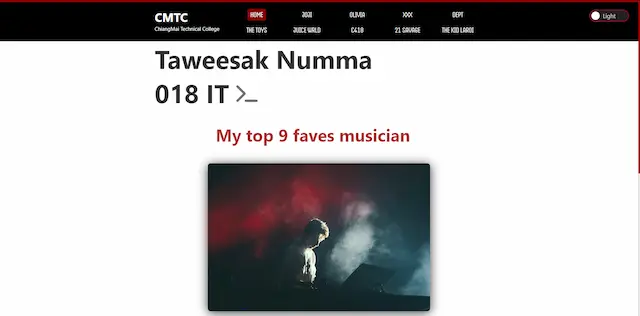 CMTC
ChiangMai Technical College
HOME JOJI OLIVIA XXX DEPT
THE TOYS JUICE WRLD C418 21 SAVAGE THE KID LAROI
Light
Taweesak Numma
018 IT >_
My top 9 faves musician